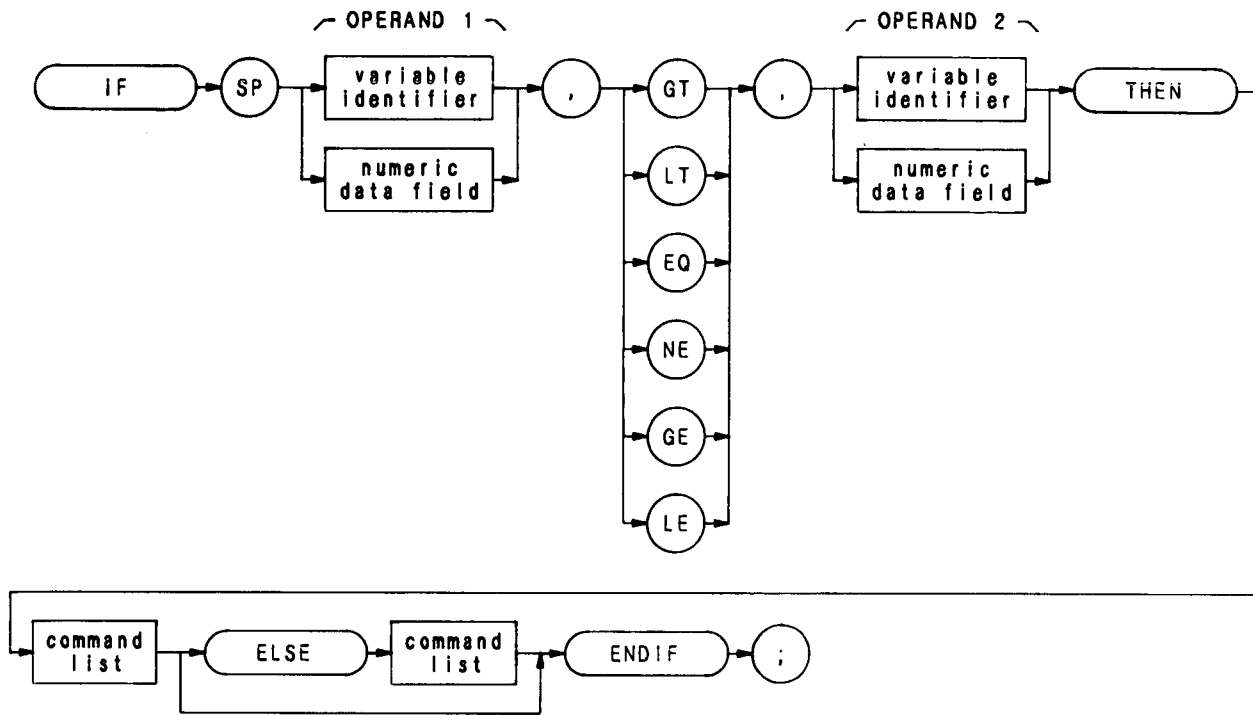 OPERAND 1
OPERAND 2
IF
SP
variable
identifier
,
GT
,
variable
identifier
THEN
numeric
data field
LT
numeric
data field
EQ
NE
GE
LE
command
list
ELSE
command
list
ENDIF
;